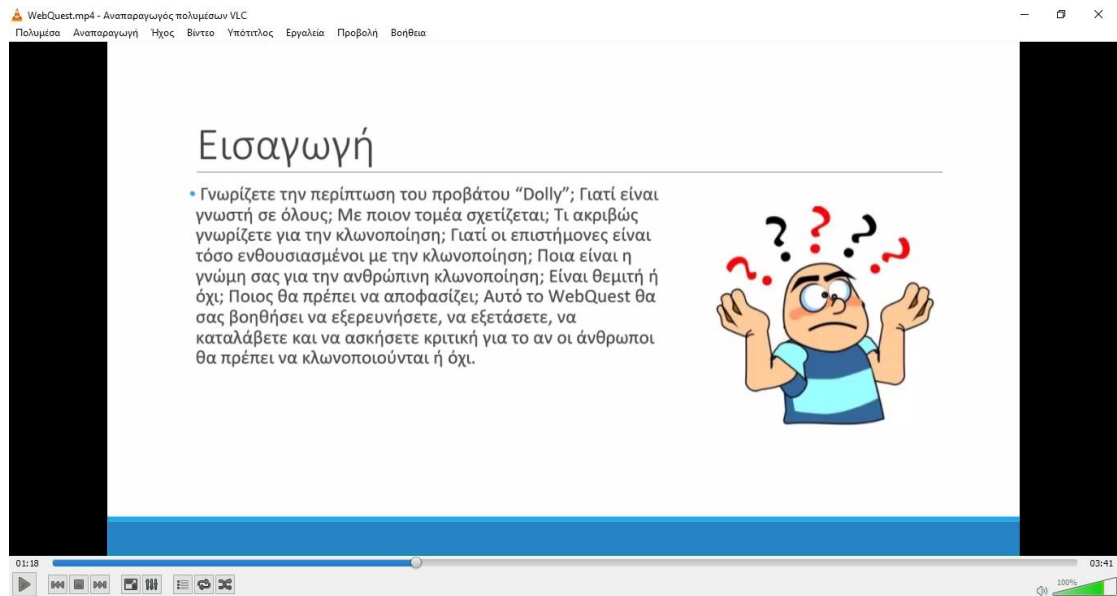 WebQuest.mp4 - Αναπαραγωγός πολυμέσων VLC
Πολυμέσα Αναπαραγωγή Ήχος Βίντεο Υπότιτλος Εργαλεία Προβολή Βοήθεια
Εισαγωγή
• Γνωρίζετε την περίπτωση του προβάτου “Dolly”; Γιατί είναι
γνωστή σε όλους; Με ποιον τομέα σχετίζεται; Τι ακριβώς
γνωρίζετε για την κλωνοποίηση; Γιατί οι επιστήμονες είναι
τόσο ενθουσιασμένοι με την κλωνοποίηση; Ποια είναι η
γνώμη σας για την ανθρώπινη κλωνοποίηση; Είναι θεμιτή ή
όχι; Ποιος θα πρέπει να αποφασίζει; Αυτό το WebQuest θα
σας βοηθήσει να εξερευνήσετε, να εξετάσετε, να
καταλάβετε και να ασκήσετε κριτική για το αν οι άνθρωποι
θα πρέπει να κλωνοποιούνται ή όχι.
? ? ? ? ?
01:18 03:41
100%